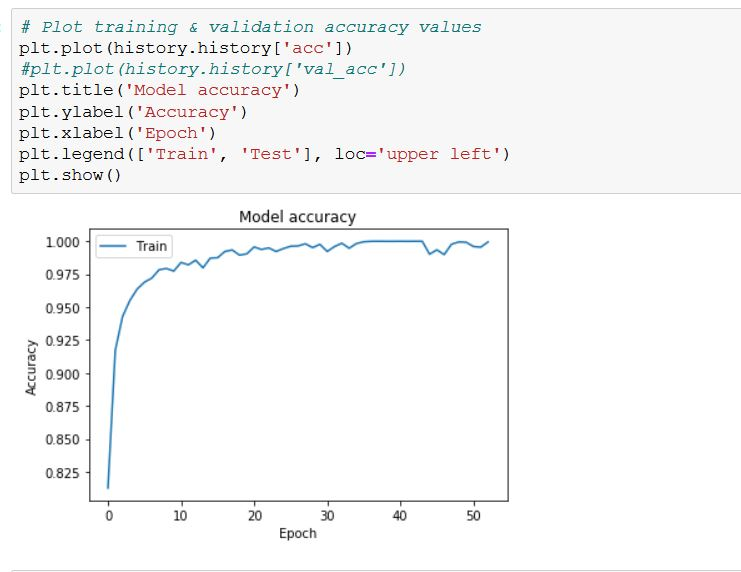 # Plot training & validation accuracy values
plt.plot(history.history['acc'])
#plt.plot(history.history['val_acc'])
plt.title('Model accuracy')
plt.ylabel('Accuracy')
plt.xlabel('Epoch')
plt.legend(['Train', 'Test'], loc='upper left')
plt.show()
Model accuracy
Train
1.000
0.975
0.950
0.925
0.900
0.875
0.850
0.825
Accuracy
0 10 20 30 40 50
Epoch